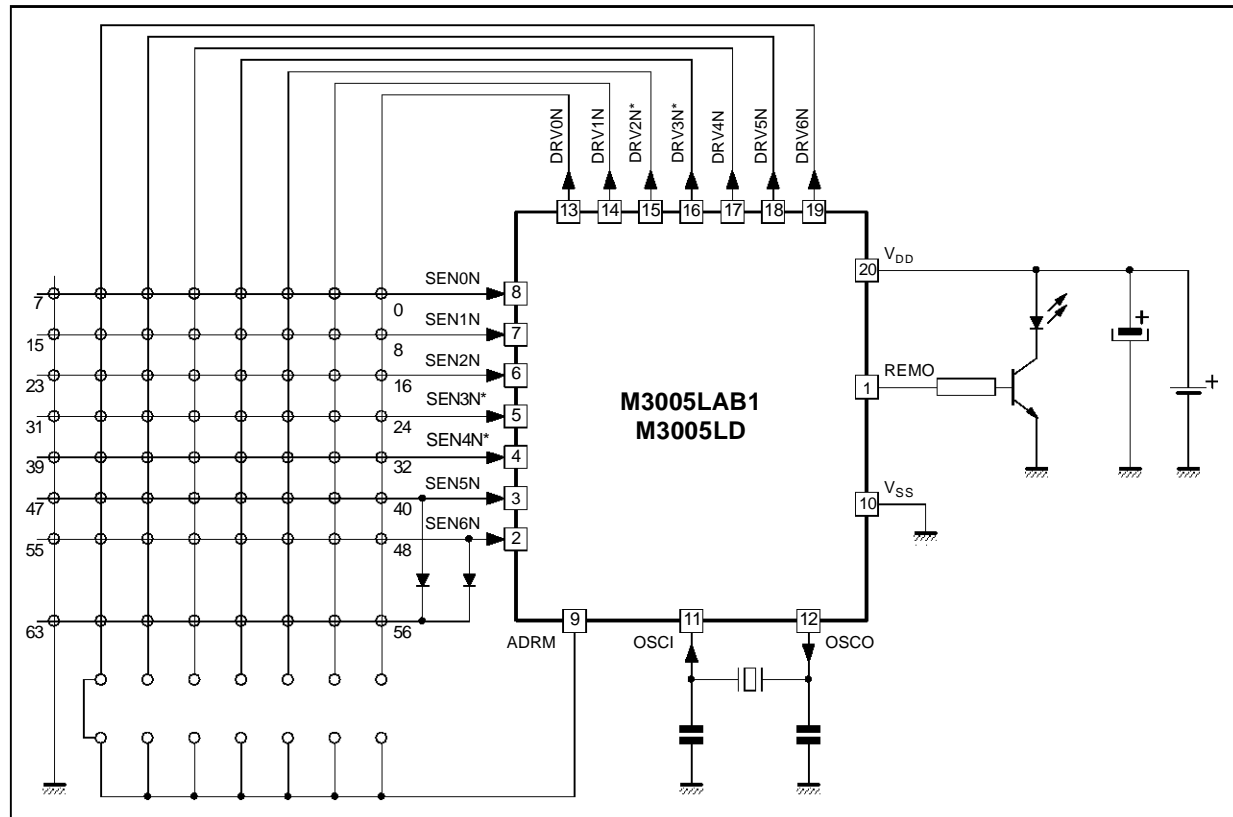 DRV0N
DRV1N
DRV2N*
DRV3N*
DRV4N
DRV5N
DRV6N
13 14 15 16 17 18 19
20 V_DD
7 0 SEN0N 8
15 8 SEN1N 7
23 16 SEN2N 6
31 24 SEN3N* 5
39 32 SEN4N* 4
47 40 SEN5N 3
55 48 SEN6N 2
63 56
M3005LAB1
M3005LD
1 REMO
+
+
10 V_SS
9 11 12
ADRM OSCI OSCO